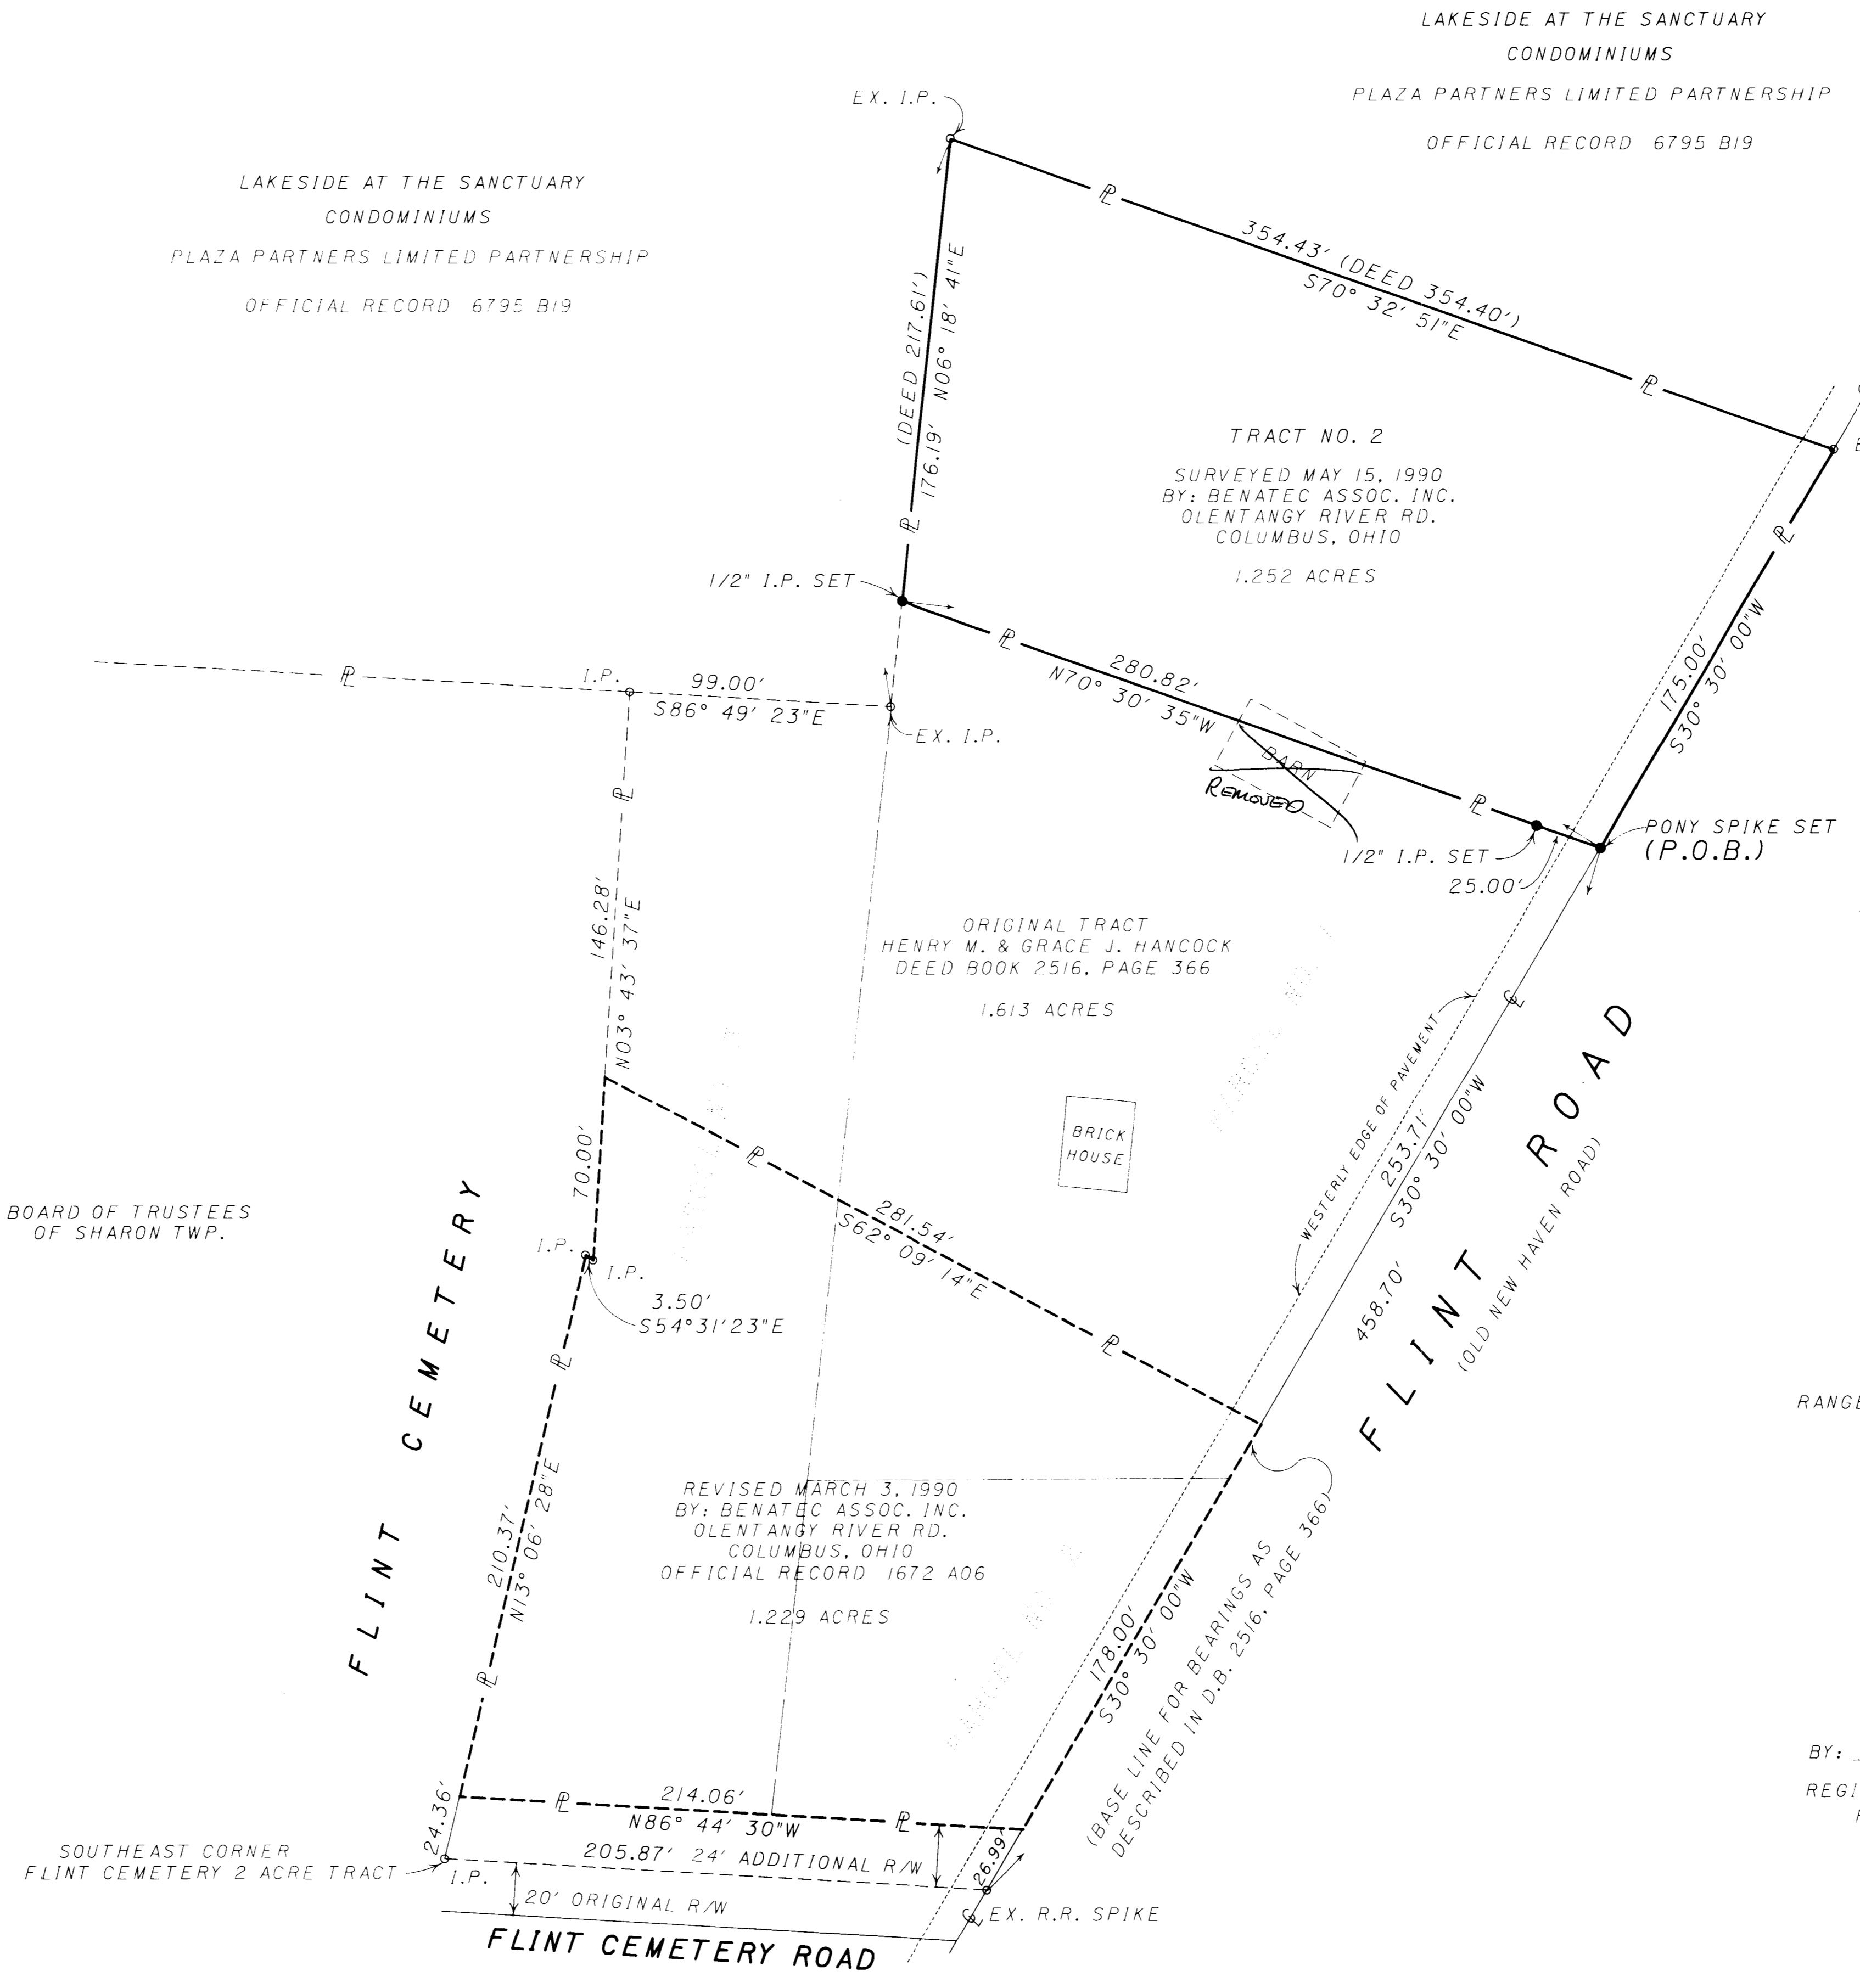 LAKESIDE AT THE SANCTUARY
CONDOMINIUMS
PLAZA PARTNERS LIMITED PARTNERSHIP
OFFICIAL RECORD 6795 B19
EX. I.P.
LAKESIDE AT THE SANCTUARY
CONDOMINIUMS
PLAZA PARTNERS LIMITED PARTNERSHIP
OFFICIAL RECORD 6795 B19
354.43' (DEED 354.40')
S70° 32' 51"E
(DEED 217.61')
176.19' N06° 18' 41"E
TRACT NO. 2
SURVEYED MAY 15, 1990
BY: BENATEC ASSOC. INC.
OLENTANGY RIVER RD.
COLUMBUS, OHIO
1.252 ACRES
1/2" I.P. SET
175.00'
S30° 30' 00"W
280.82'
N70° 30' 35"W
I.P.
99.00'
S86° 49' 23"E
EX. I.P.
BARN
REMOVED
PONY SPIKE SET
(P.O.B.)
1/2" I.P. SET
25.00'
146.28'
N03° 43' 37"E
ORIGINAL TRACT
HENRY M. & GRACE J. HANCOCK
DEED BOOK 2516, PAGE 366
1.613 ACRES
BRICK
HOUSE
WESTERLY EDGE OF PAVEMENT
253.71'
S30° 30' 00"W
458.70'
FLINT ROAD
(OLD NEW HAVEN ROAD)
70.00'
281.54'
S62° 09' 14"E
BOARD OF TRUSTEES
OF SHARON TWP.
I.P.
I.P.
3.50'
S54°31'23"E
FLINT CEMETERY
RANGE
210.37'
N13° 06' 28"E
REVISED MARCH 3, 1990
BY: BENATEC ASSOC. INC.
OLENTANGY RIVER RD.
COLUMBUS, OHIO
OFFICIAL RECORD 1672 A06
1.229 ACRES
178.00'
S30° 30' 00"W
(BASE LINE FOR BEARINGS AS
DESCRIBED IN D.B. 2516, PAGE 366)
BY:
REGI
24.36'
214.06'
N86° 44' 30"W
205.87' 24' ADDITIONAL R/W
26.99'
SOUTHEAST CORNER
FLINT CEMETERY 2 ACRE TRACT
I.P.
20' ORIGINAL R/W
EX. R.R. SPIKE
FLINT CEMETERY ROAD